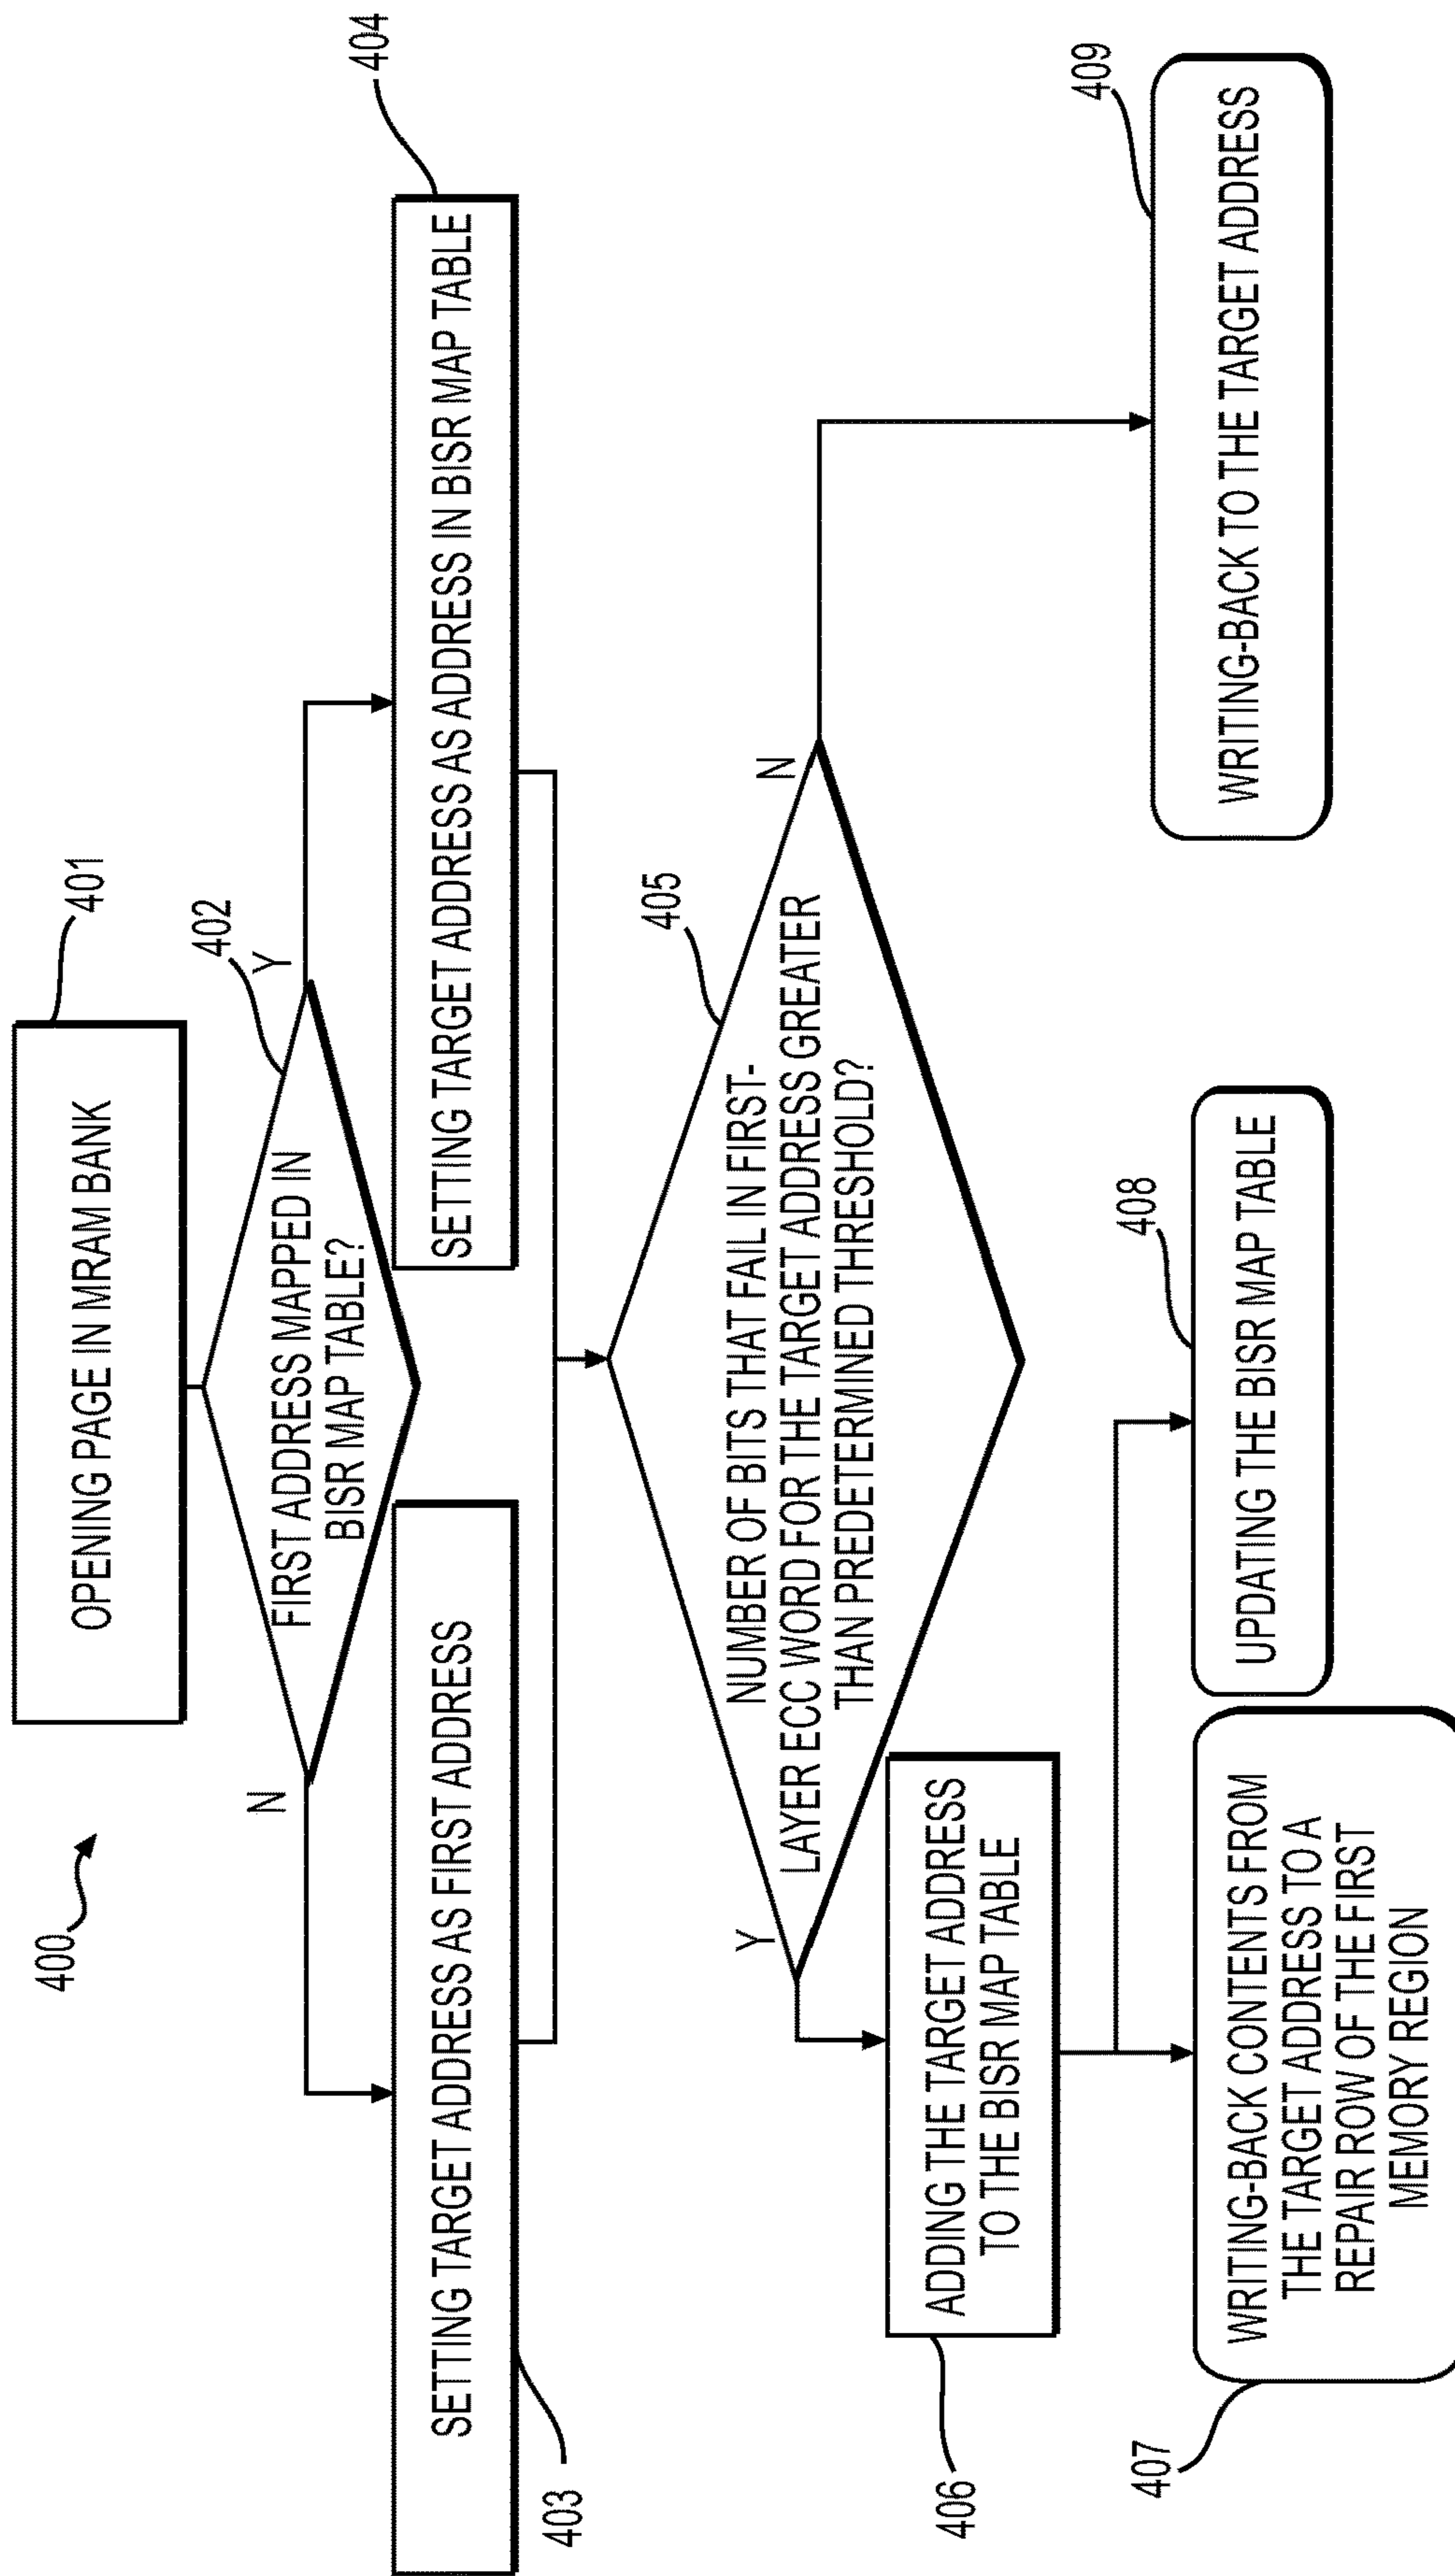 400
OPENING PAGE IN MRAM BANK
401
402
FIRST ADDRESS MAPPED IN
BISR MAP TABLE?
N
Y
SETTING TARGET ADDRESS AS FIRST ADDRESS
403
SETTING TARGET ADDRESS AS ADDRESS IN BISR MAP TABLE
404
405
NUMBER OF BITS THAT FAIL IN FIRST-
LAYER ECC WORD FOR THE TARGET ADDRESS GREATER
THAN PREDETERMINED THRESHOLD?
Y
N
ADDING THE TARGET ADDRESS
TO THE BISR MAP TABLE
406
WRITING-BACK CONTENTS FROM
THE TARGET ADDRESS TO A
REPAIR ROW OF THE FIRST
MEMORY REGION
407
408
UPDATING THE BISR MAP TABLE
409
WRITING-BACK TO THE TARGET ADDRESS